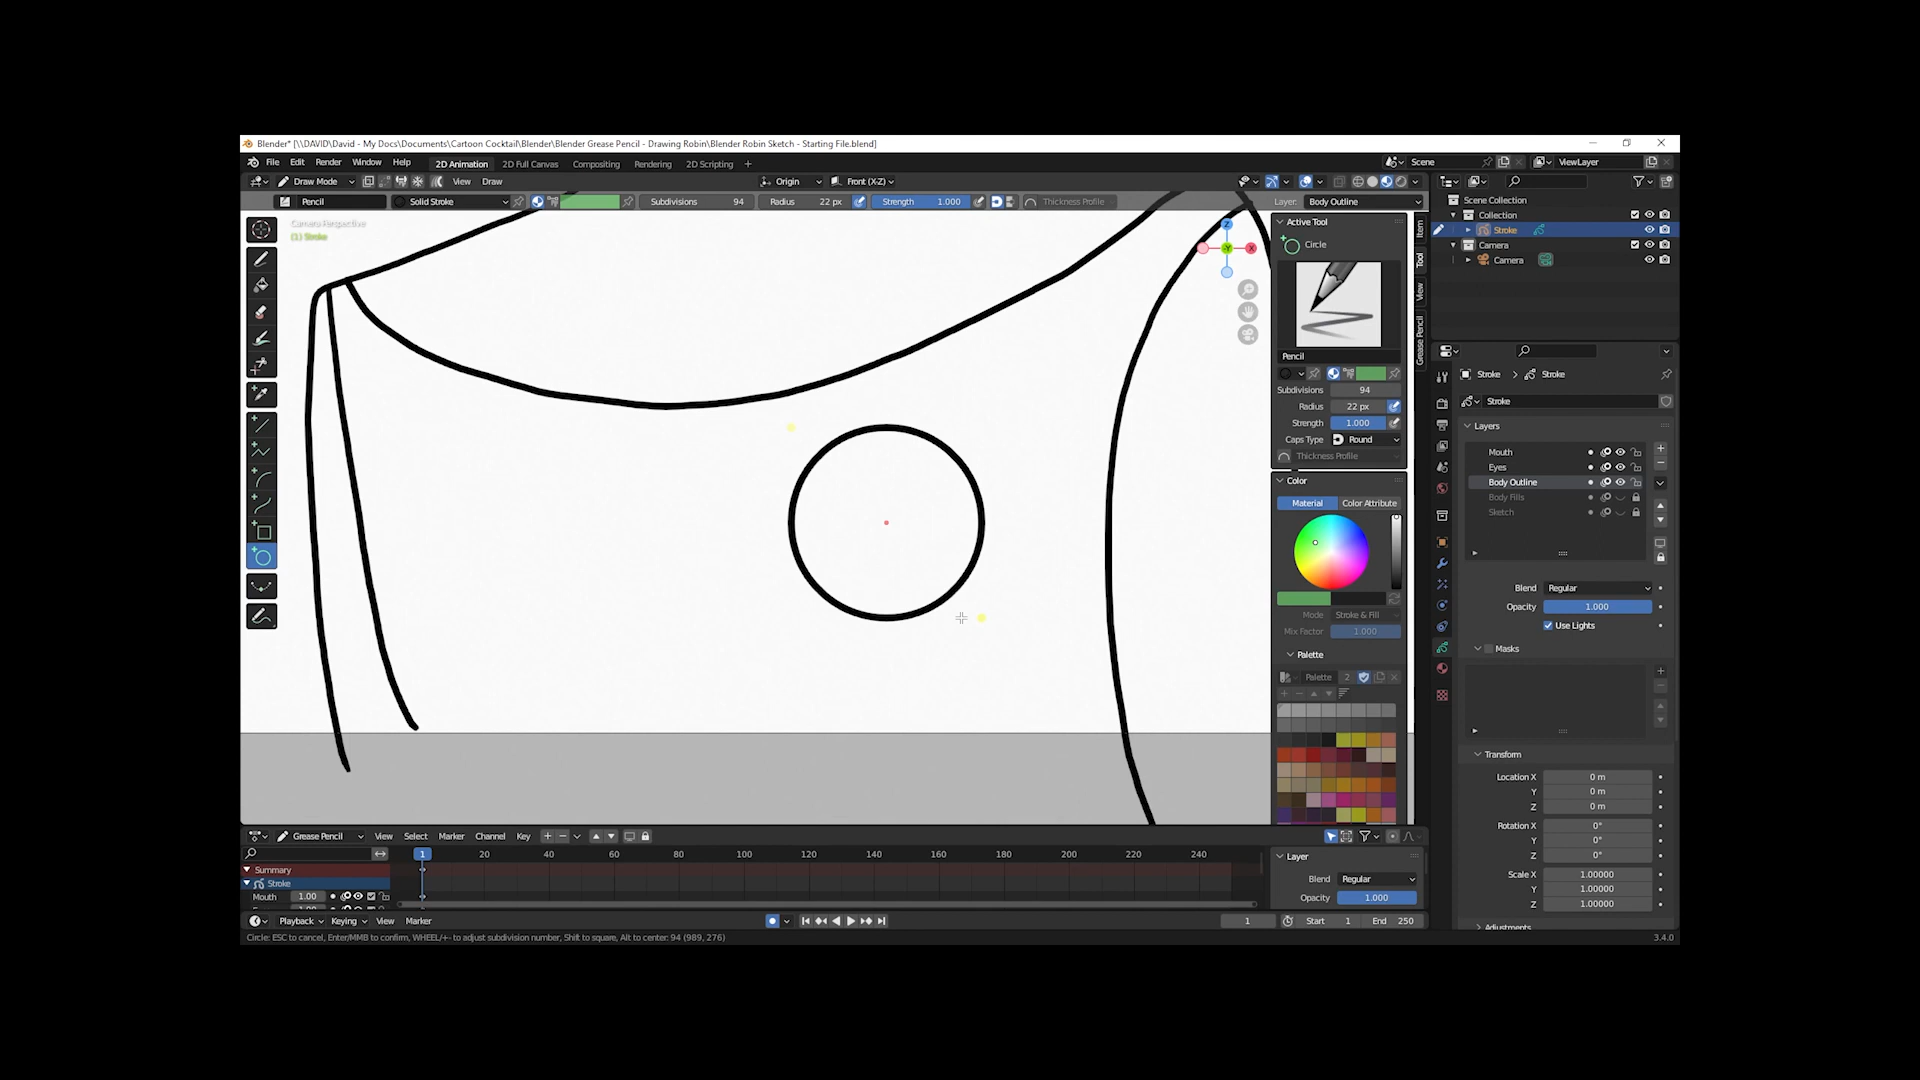 Blender* [\\DAVID\David - My Docs\Documents\Cartoon Cocktail\Blender\Blender Grease Pencil - Drawing Robin\Blender Robin Sketch - Starting File.blend]
File Edit Render Window Help 2D Animation 2D Full Canvas Compositing Rendering 2D Scripting + Scene ViewLayer
Draw Mode View Draw Origin Front (X-Z)
Pencil Solid Stroke Subdivisions 94 Radius 22 px Strength 1.000 Thickness Profile Layer: Body Outline
Camera Perspective
(1) Stroke
Z
-Y
X
Active Tool
Circle
Pencil
Subdivisions 94
Radius 22 px
Strength 1.000
Caps Type Round
Thickness Profile
Color
Material Color Attribute
Mode Stroke & Fill
Mix Factor 1.000
Palette
Palette 2
Item
Tool
View
Grease Pencil
Scene Collection
Collection
Stroke
Camera
Camera
Stroke > Stroke
Stroke
Layers
Mouth
Eyes
Body Outline
Body Fills
Sketch
Blend Regular
Opacity 1.000
Use Lights
Masks
Transform
Location X 0 m
Y 0 m
Z 0 m
Rotation X 0°
Y 0°
Z 0°
Scale X 1.00000
Y 1.00000
Z 1.00000
Adjustments
Grease Pencil View Select Marker Channel Key
1 20 40 60 80 100 120 140 160 180 200 220 240
Summary
Stroke
Mouth 1.00
Layer
Blend Regular
Opacity 1.000
Playback Keying View Marker 1 Start 1 End 250
Circle: ESC to cancel, Enter/MMB to confirm, WHEEL/+- to adjust subdivision number, Shift to square, Alt to center: 94 (989, 276) 3.4.0